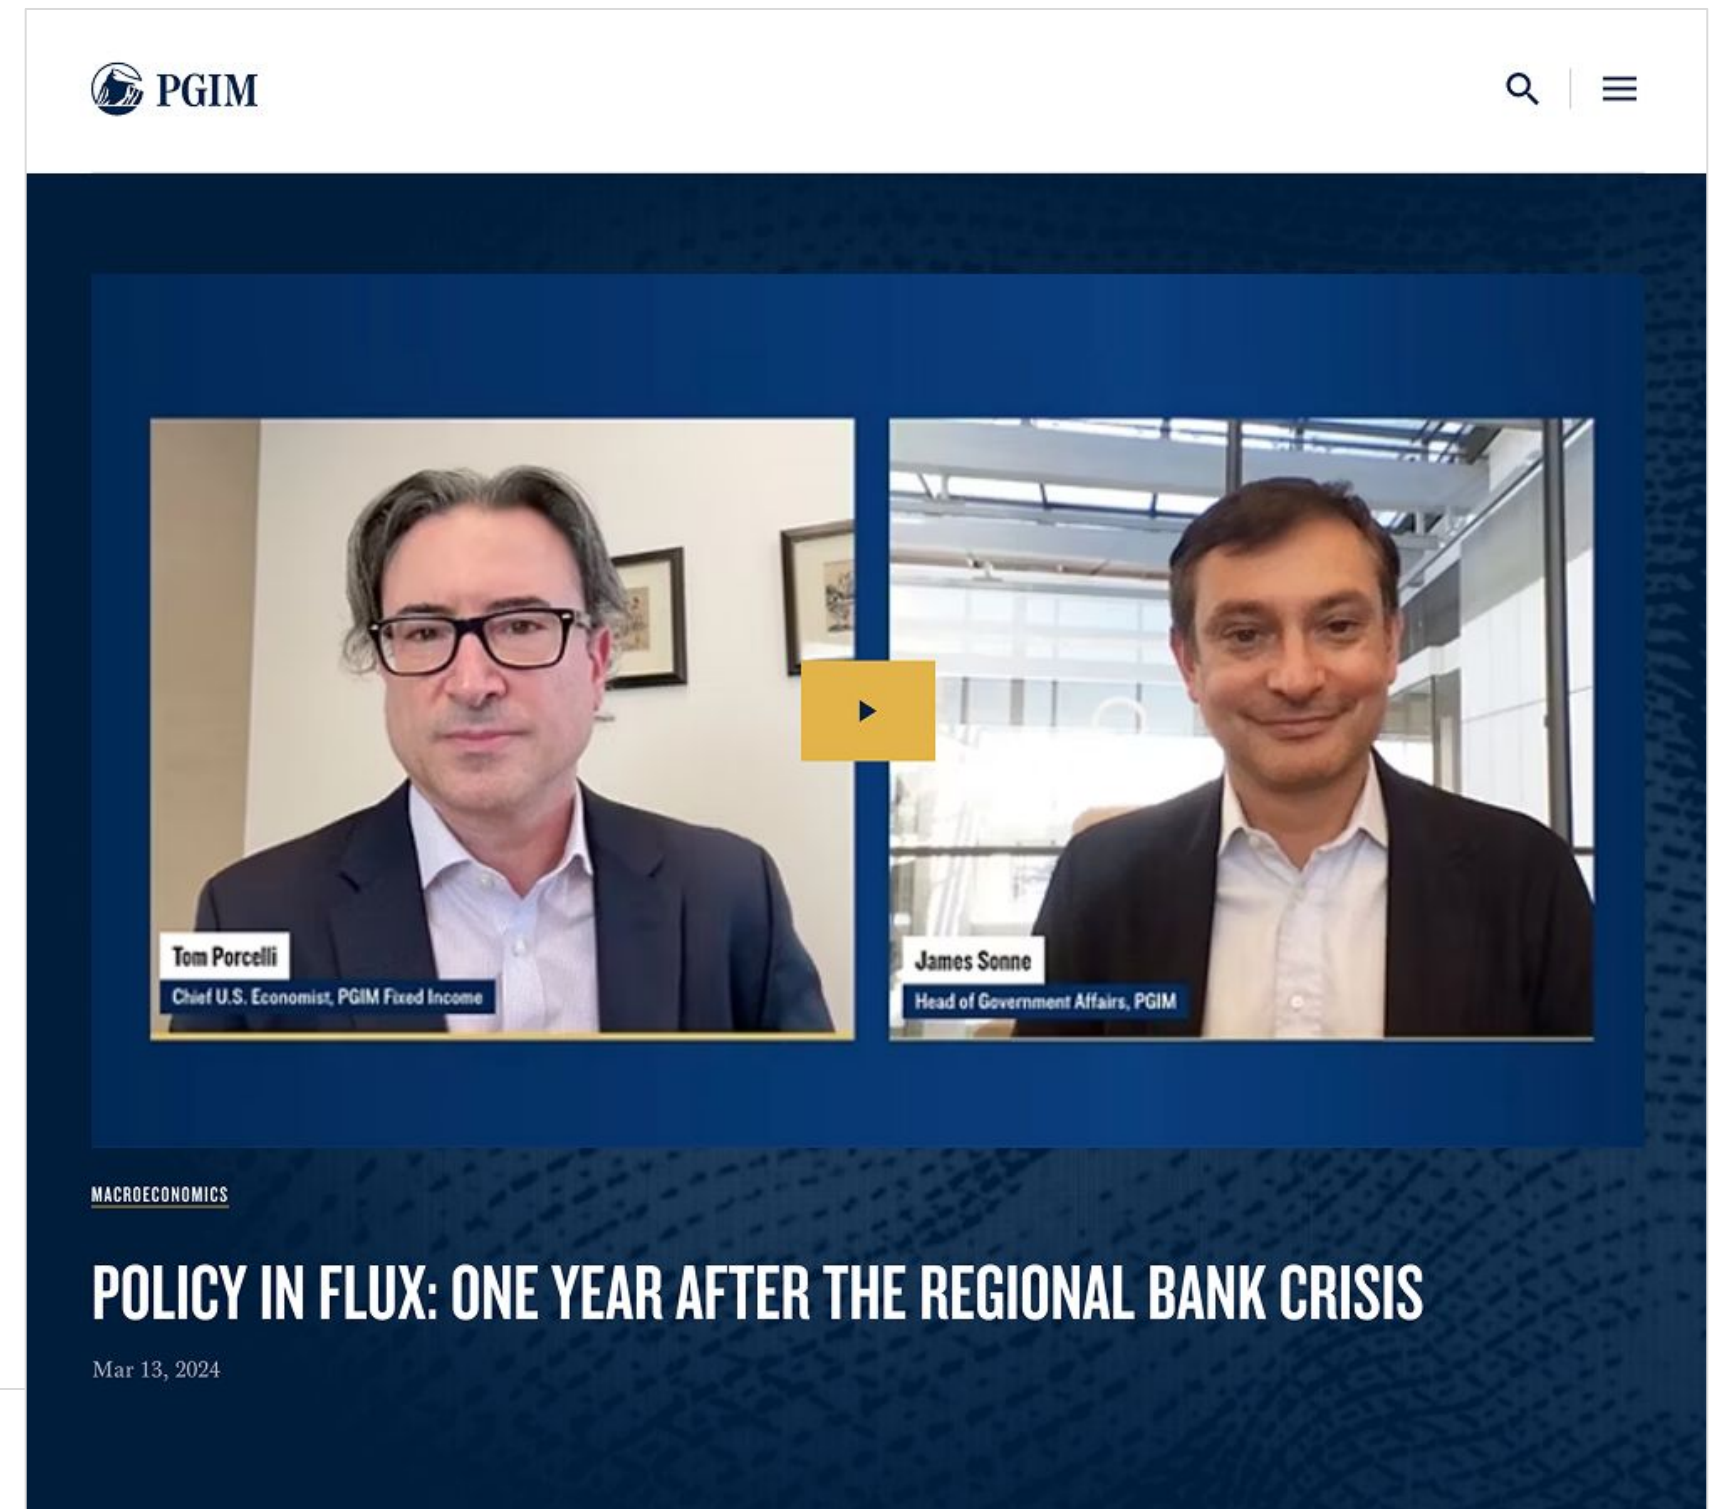 PGIM
Tom Porcelli
Chief U.S. Economist, PGIM Fixed Income
James Sonne
Head of Government Affairs, PGIM
MACROECONOMICS
POLICY IN FLUX: ONE YEAR AFTER THE REGIONAL BANK CRISIS
Mar 13, 2024